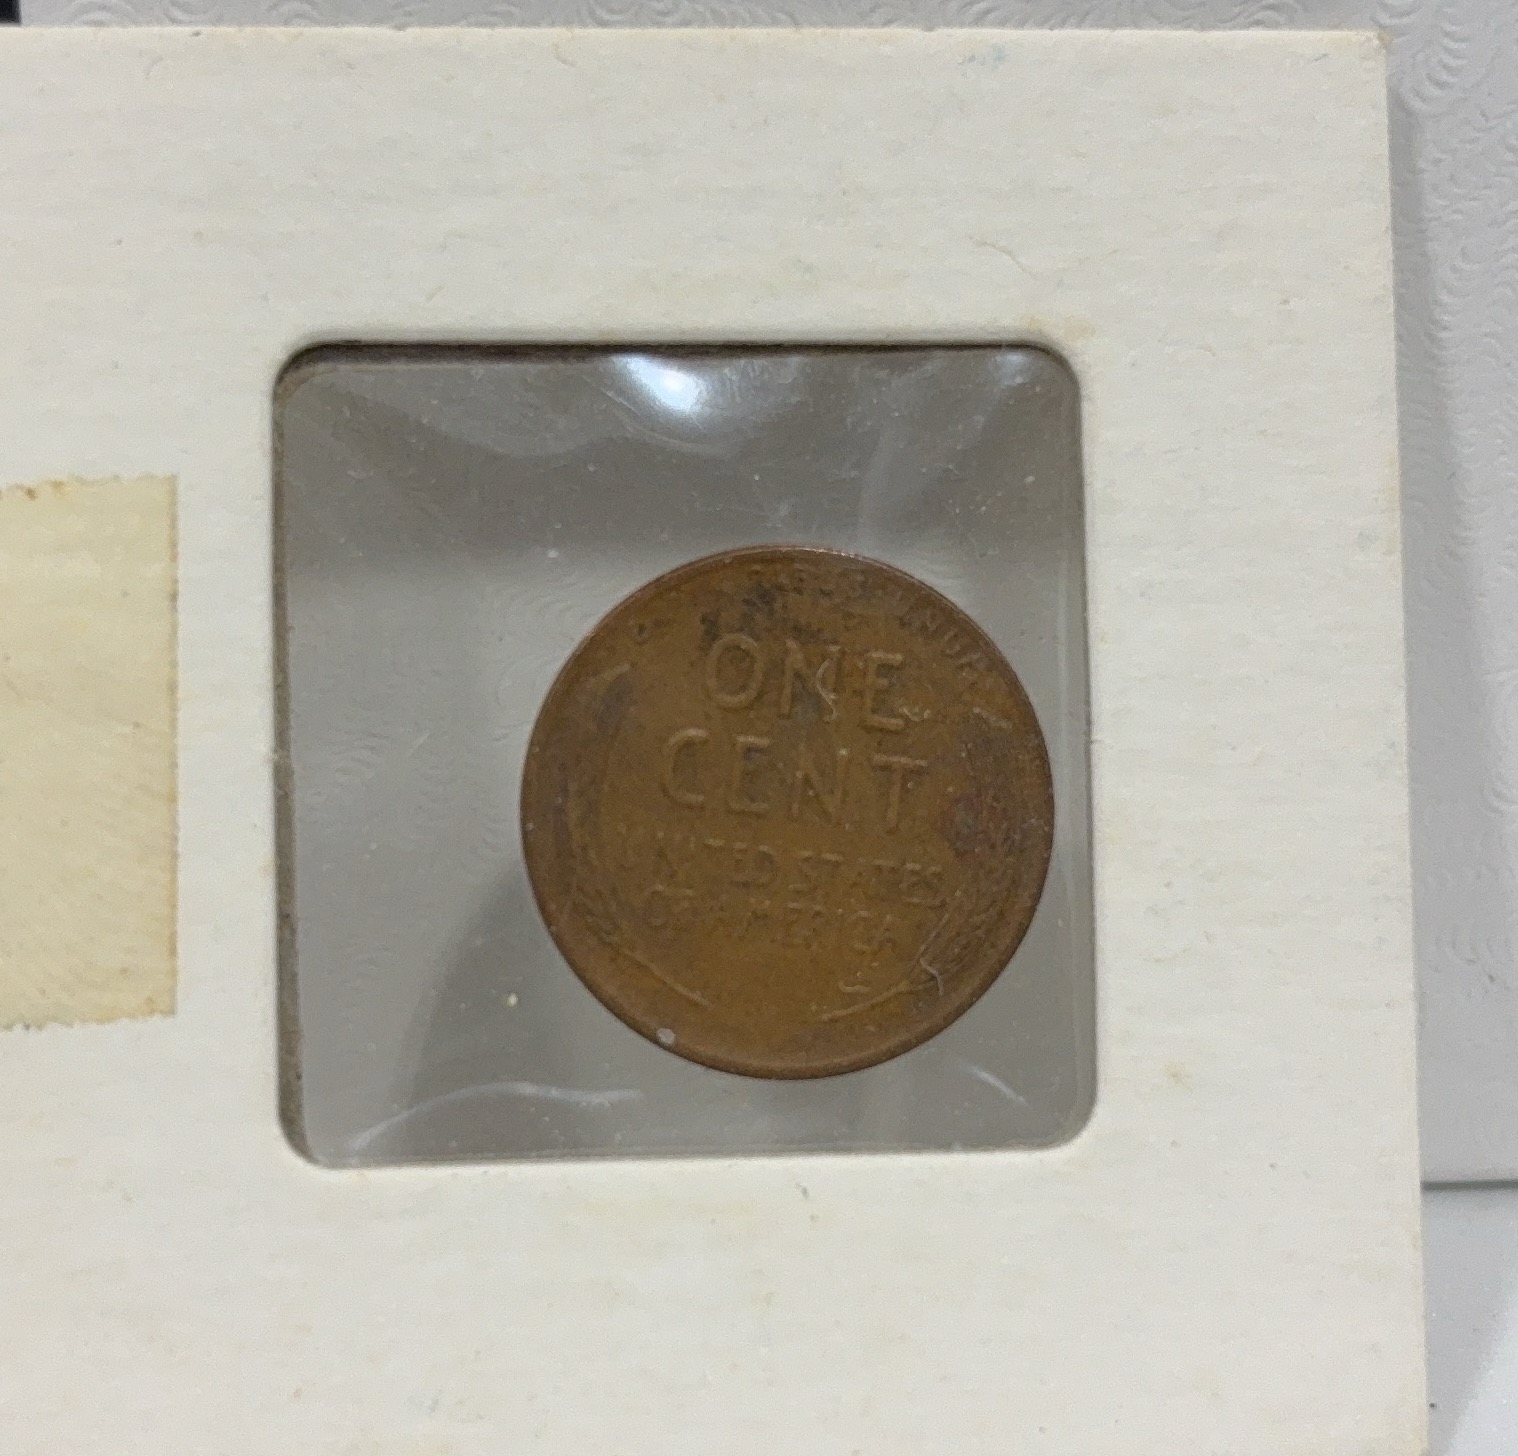 ONE
CENT
UNITED STATES
OF AMERICA